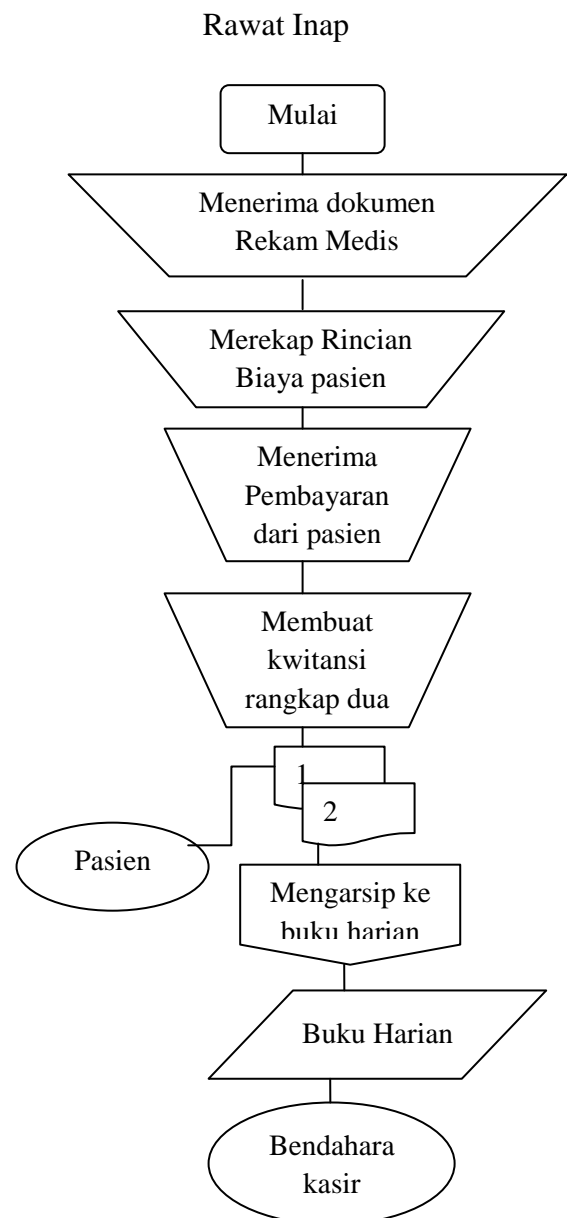 Rawat Inap
Mulai
Menerima dokumen
Rekam Medis
Merekap Rincian
Biaya pasien
Menerima
Pembayaran
dari pasien
Membuat
kwitansi
rangkap dua
1
2
Pasien
Mengarsip ke
buku harian
Buku Harian
Bendahara
kasir